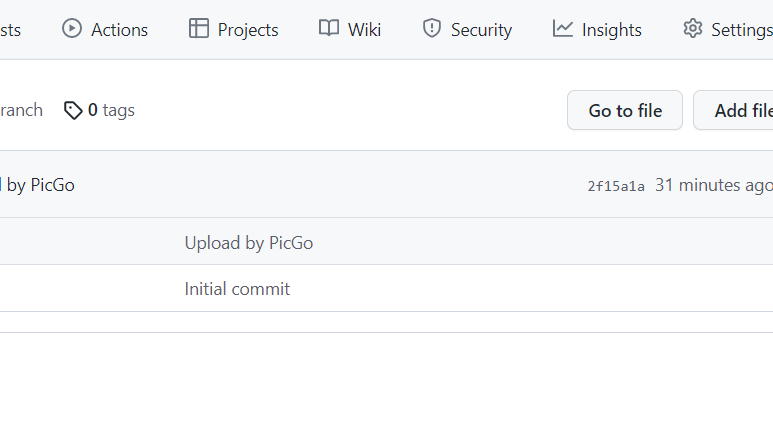 sts Actions Projects Wiki Security Insights Settings
ranch 0 tags Go to file Add file
by PicGo 2f15a1a 31 minutes ago
Upload by PicGo
Initial commit